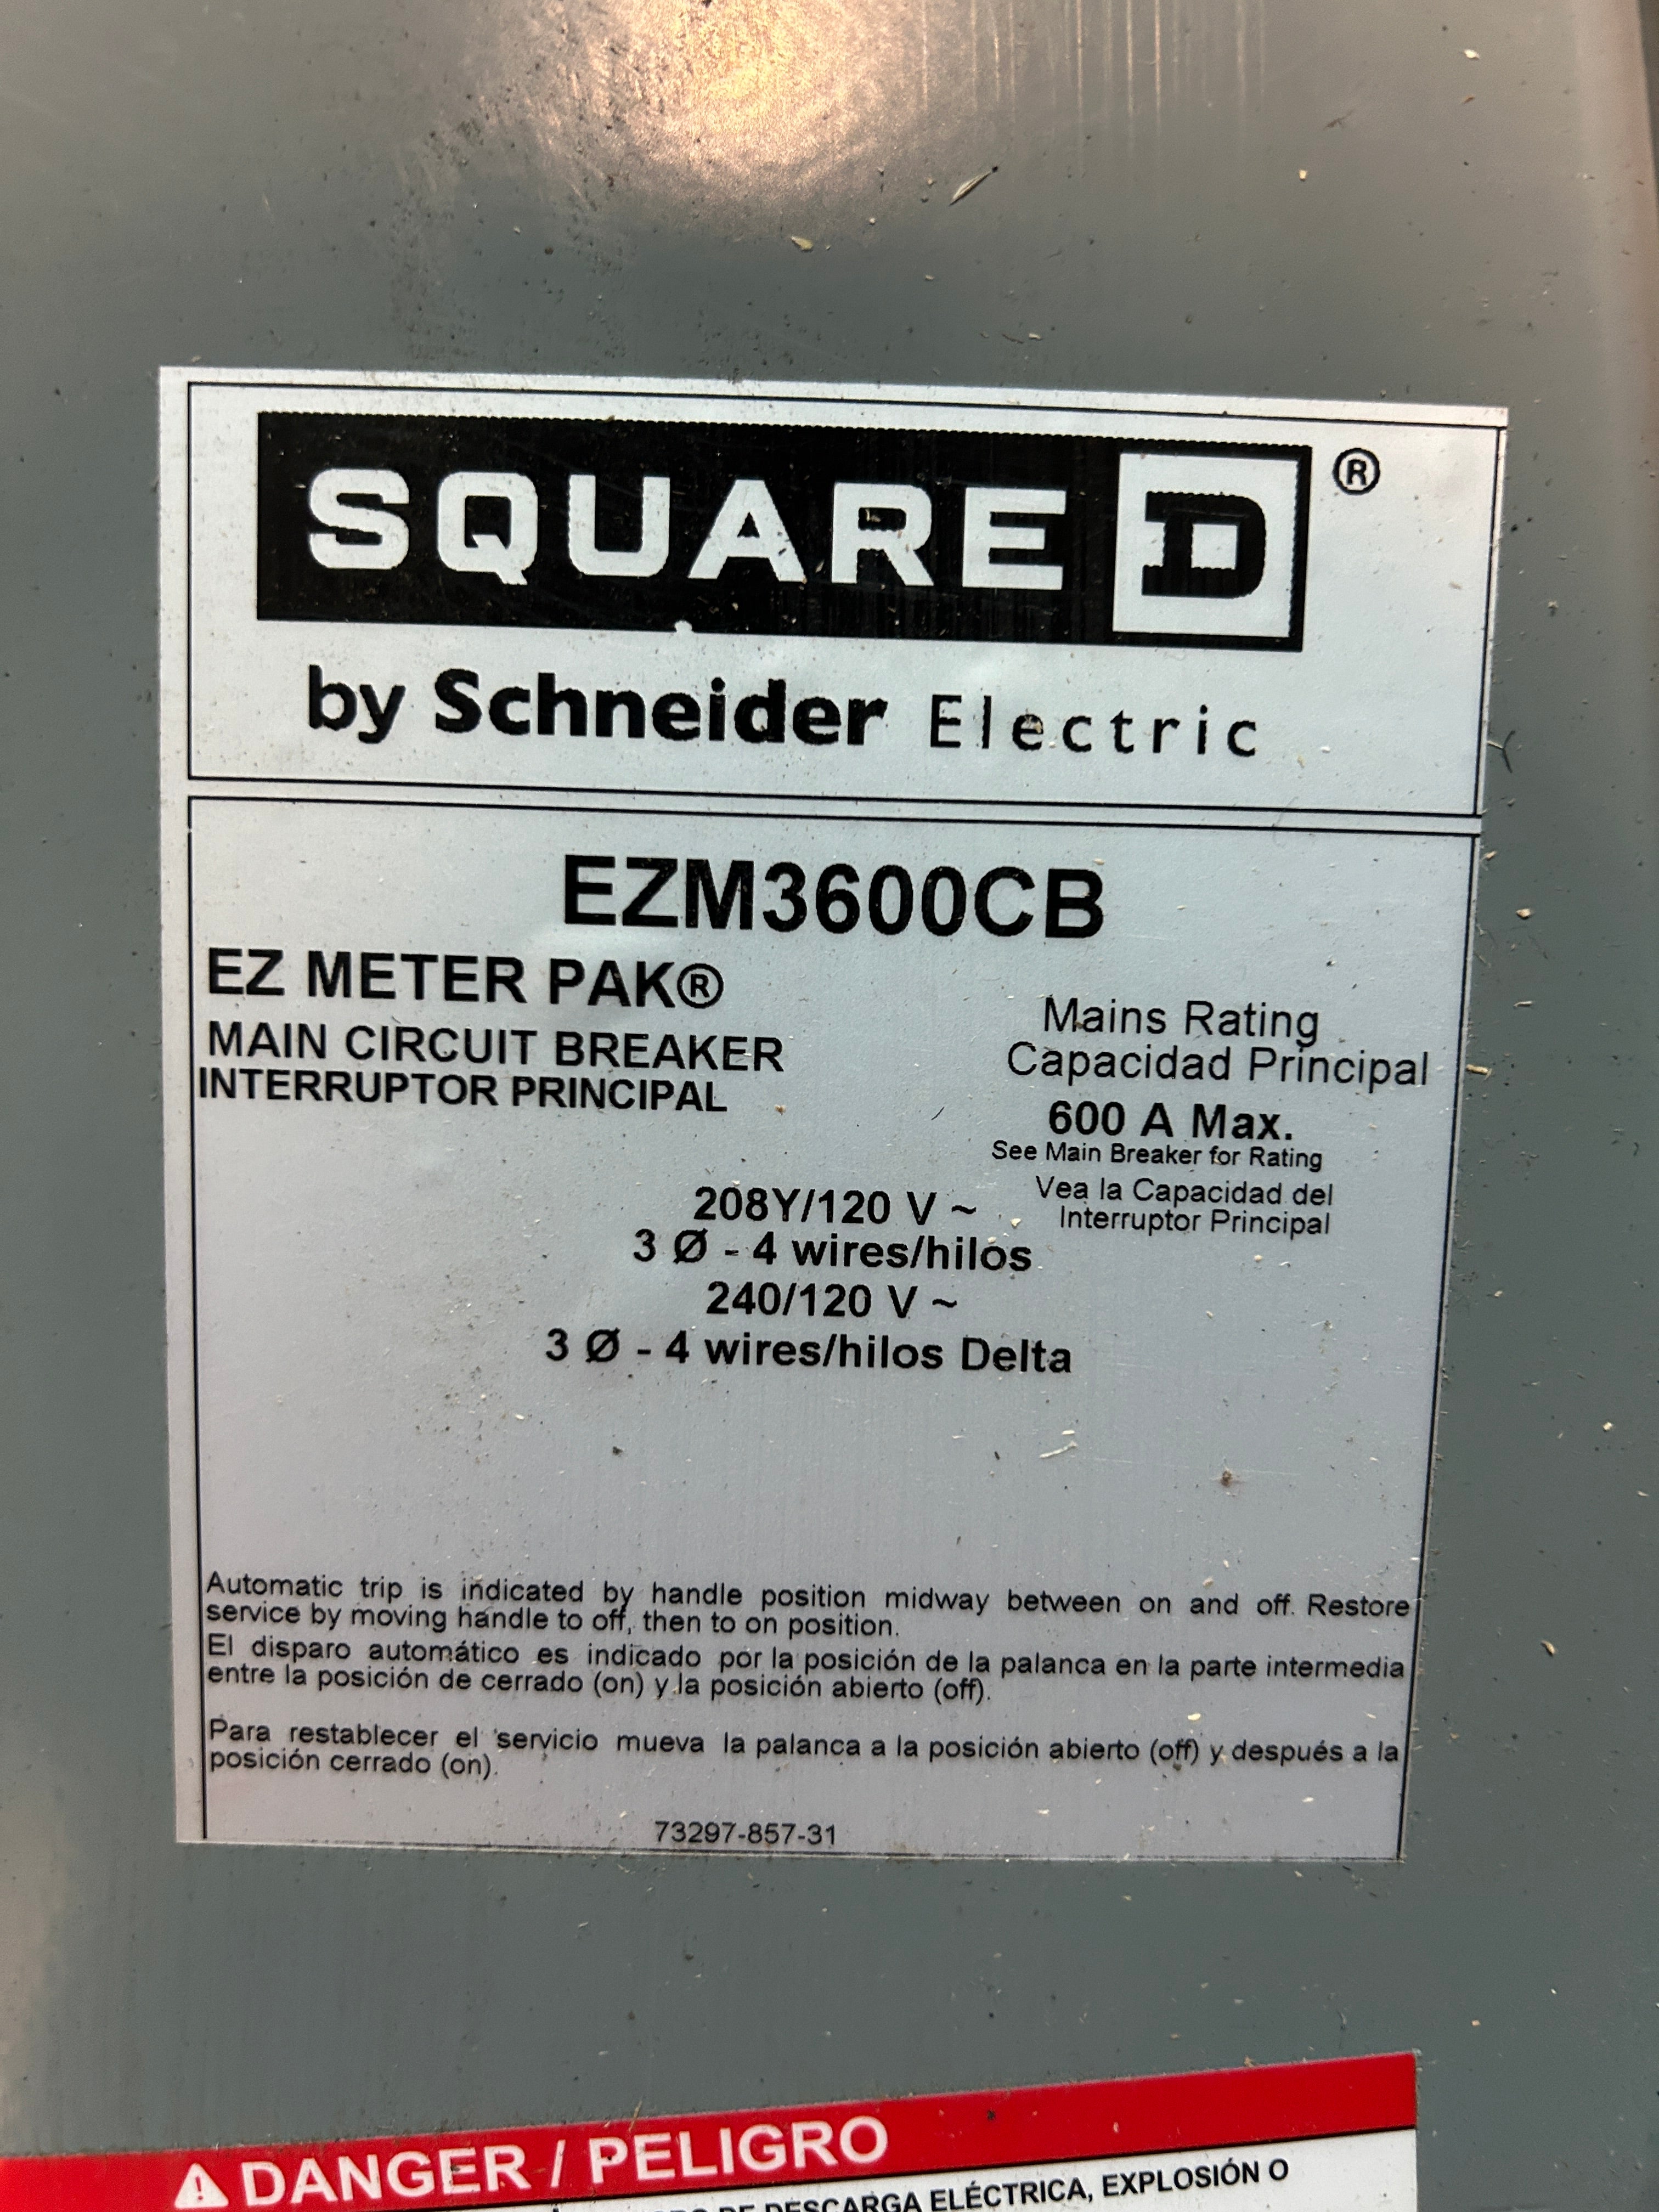 SQUARE D ®
by Schneider Electric
EZM3600CB
EZ METER PAK®
MAIN CIRCUIT BREAKER
INTERRUPTOR PRINCIPAL
Mains Rating
Capacidad Principal
600 A Max.
See Main Breaker for Rating
Vea la Capacidad del
Interruptor Principal
208Y/120 V ~
3 Ø - 4 wires/hilos
240/120 V ~
3 Ø - 4 wires/hilos Delta
Automatic trip is indicated by handle position midway between on and off. Restore
service by moving handle to off, then to on position.
El disparo automático es indicado por la posición de la palanca en la parte intermedia
entre la posición de cerrado (on) y la posición abierto (off).
Para restablecer el servicio mueva la palanca a la posición abierto (off) y después a la
posición cerrado (on).
73297-857-31
DANGER / PELIGRO
DE DESCARGA ELÉCTRICA, EXPLOSIÓN O